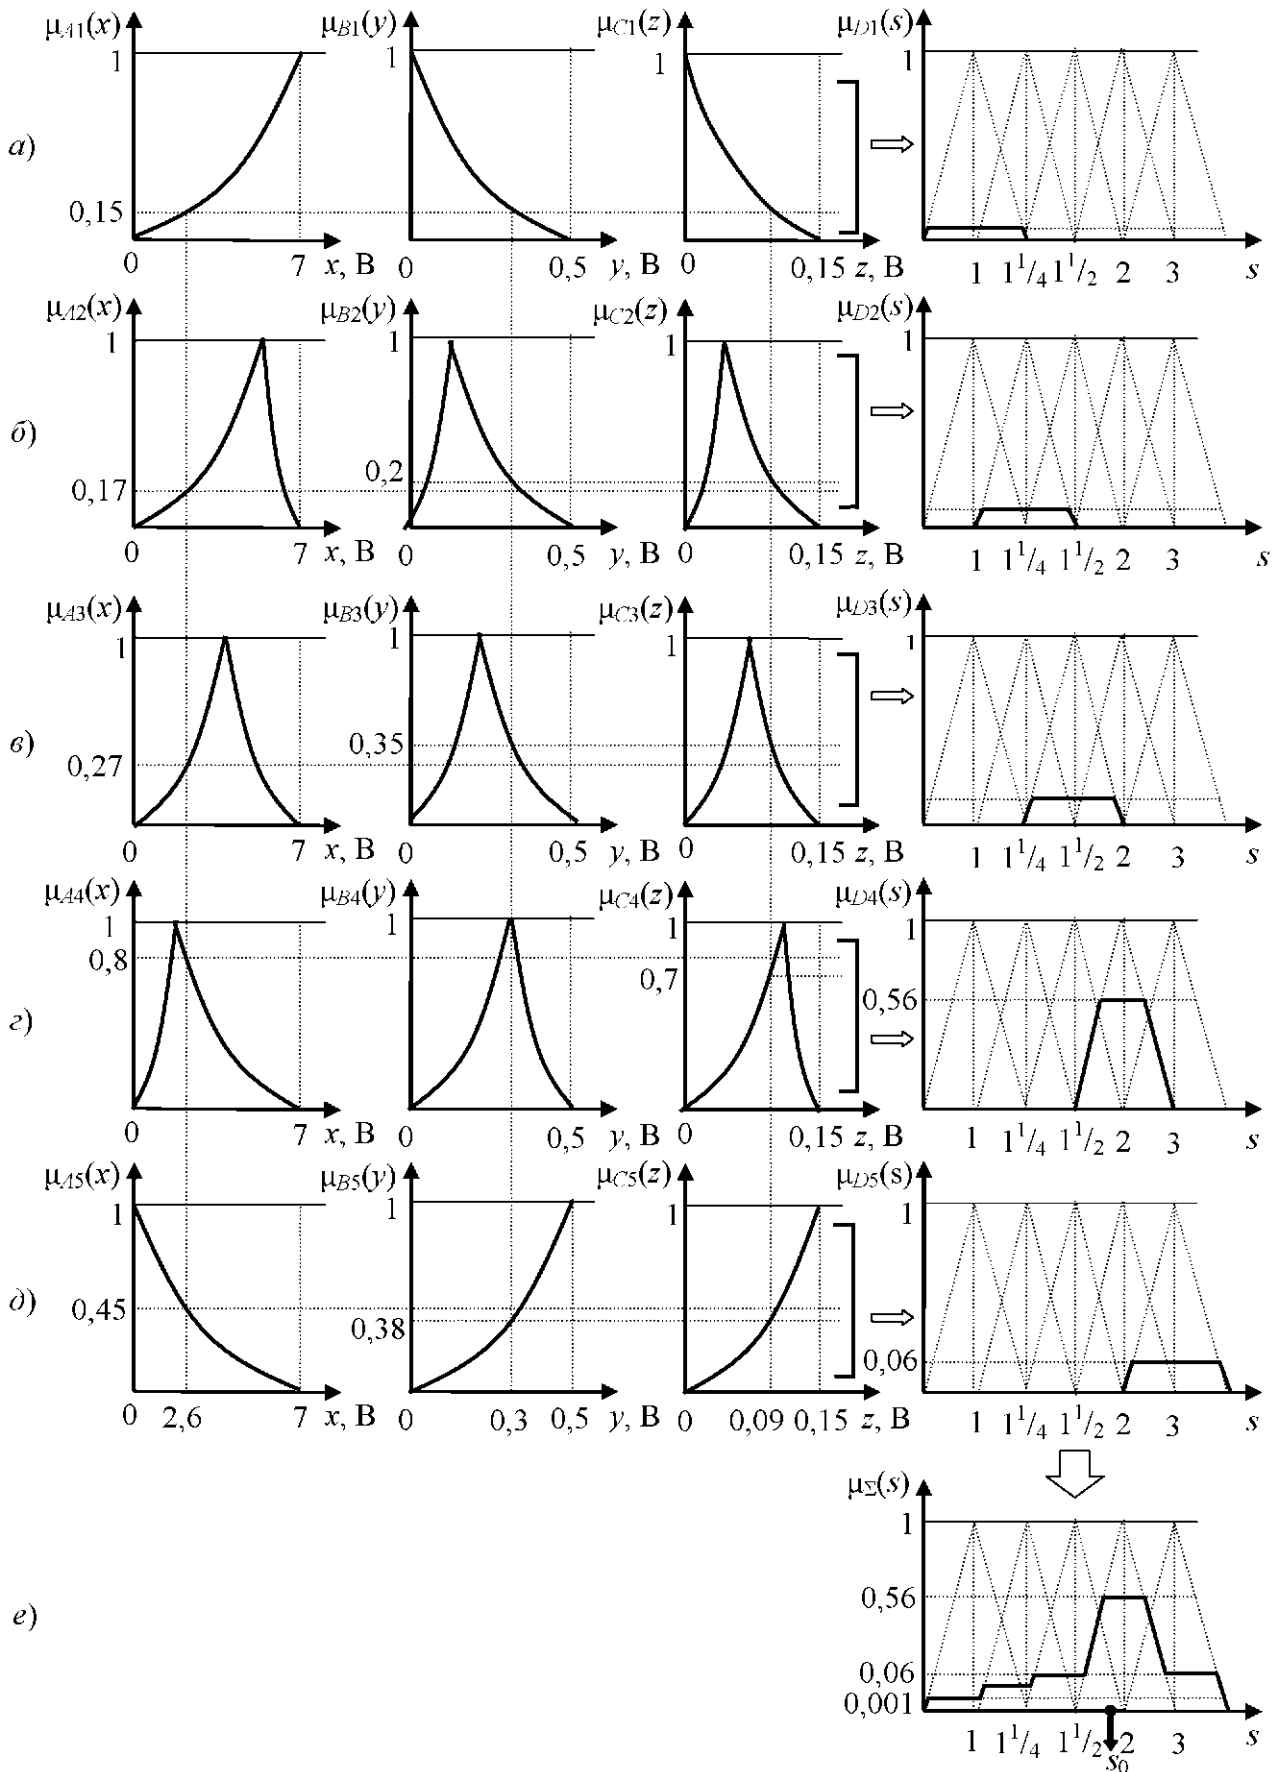 μA1(x) μB1(y) μC1(z) μD1(s)
1 1 1 1
а)
0,15
0 7 x, В 0 0,5 y, В 0 0,15 z, В 1 1 1/4 1 1/2 2 3 s
μA2(x) μB2(y) μC2(z) μD2(s)
1 1 1 1
б)
0,17 0,2
0 7 x, В 0 0,5 y, В 0 0,15 z, В 1 1 1/4 1 1/2 2 3 s
μA3(x) μB3(y) μC3(z) μD3(s)
1 1 1 1
в)
0,27 0,35
0 7 x, В 0 0,5 y, В 0 0,15 z, В 1 1 1/4 1 1/2 2 3 s
μA4(x) μB4(y) μC4(z) μD4(s)
1 1 1 1
0,8 0,7 0,56
г)
0 7 x, В 0 0,5 y, В 0 0,15 z, В 1 1 1/4 1 1/2 2 3 s
μA5(x) μB5(y) μC5(z) μD5(s)
1 1 1 1
д)
0,45 0,38 0,06
0 2,6 7 x, В 0 0,3 0,5 y, В 0 0,09 0,15 z, В 1 1 1/4 1 1/2 2 3 s
μΣ(s)
1
0,56
е)
0,06
0,001
1 1 1/4 1 1/2 2 3 s
s0